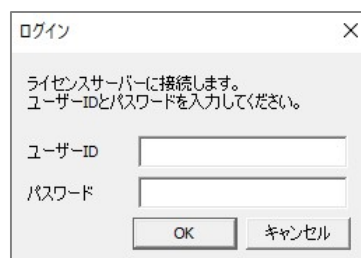 ログイン
ライセンスサーバーに接続します。
ユーザーIDとパスワードを入力してください。
ユーザーID
パスワード
OK キャンセル